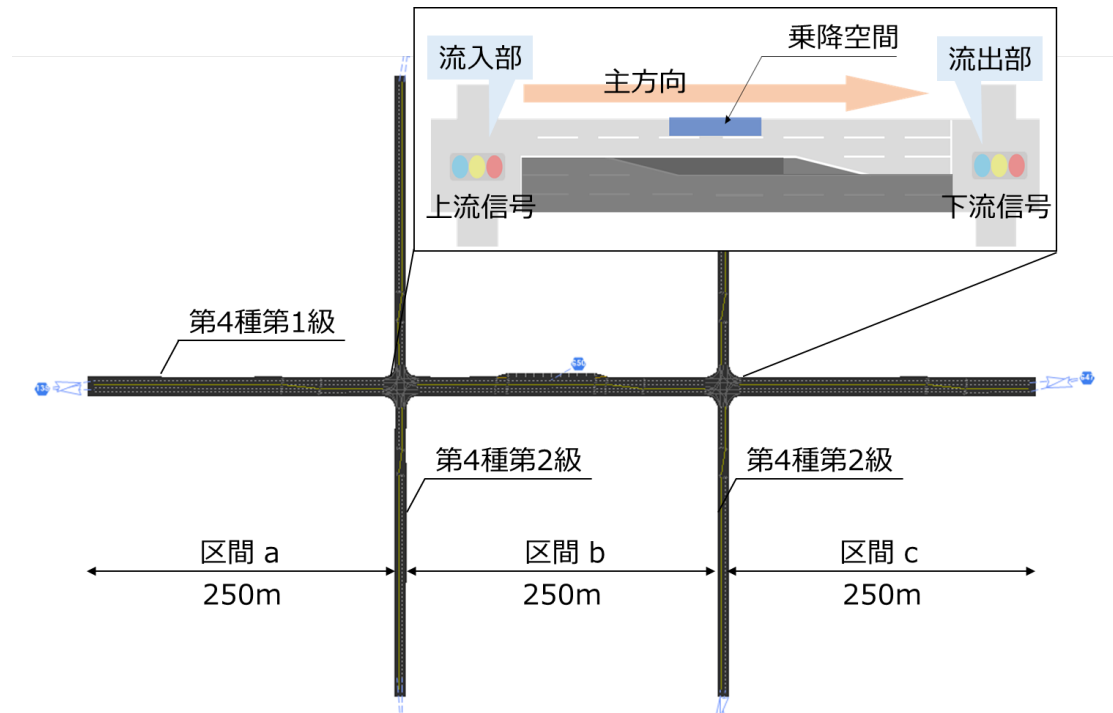 乗降空間
流入部
流出部
主方向
上流信号
下流信号
第4種第1級
第4種第2級
第4種第2級
区間 a
区間 b
区間 c
250m
250m
250m